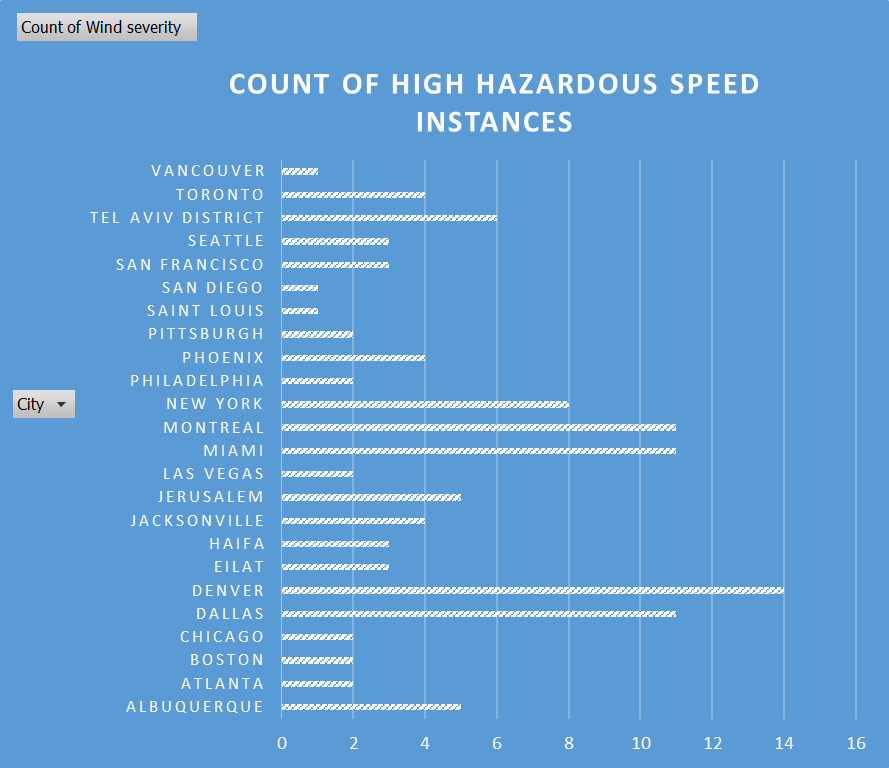 Count of Wind severity
COUNT OF HIGH HAZARDOUS SPEED
INSTANCES
VANCOUVER
TORONTO
TEL AVIV DISTRICT
SEATTLE
SAN FRANCISCO
SAN DIEGO
SAINT LOUIS
PITTSBURGH
PHOENIX
PHILADELPHIA
City
NEW YORK
MONTREAL
MIAMI
LAS VEGAS
JERUSALEM
JACKSONVILLE
HAIFA
EILAT
DENVER
DALLAS
CHICAGO
BOSTON
ATLANTA
ALBUQUERQUE
0 2 4 6 8 10 12 14 16